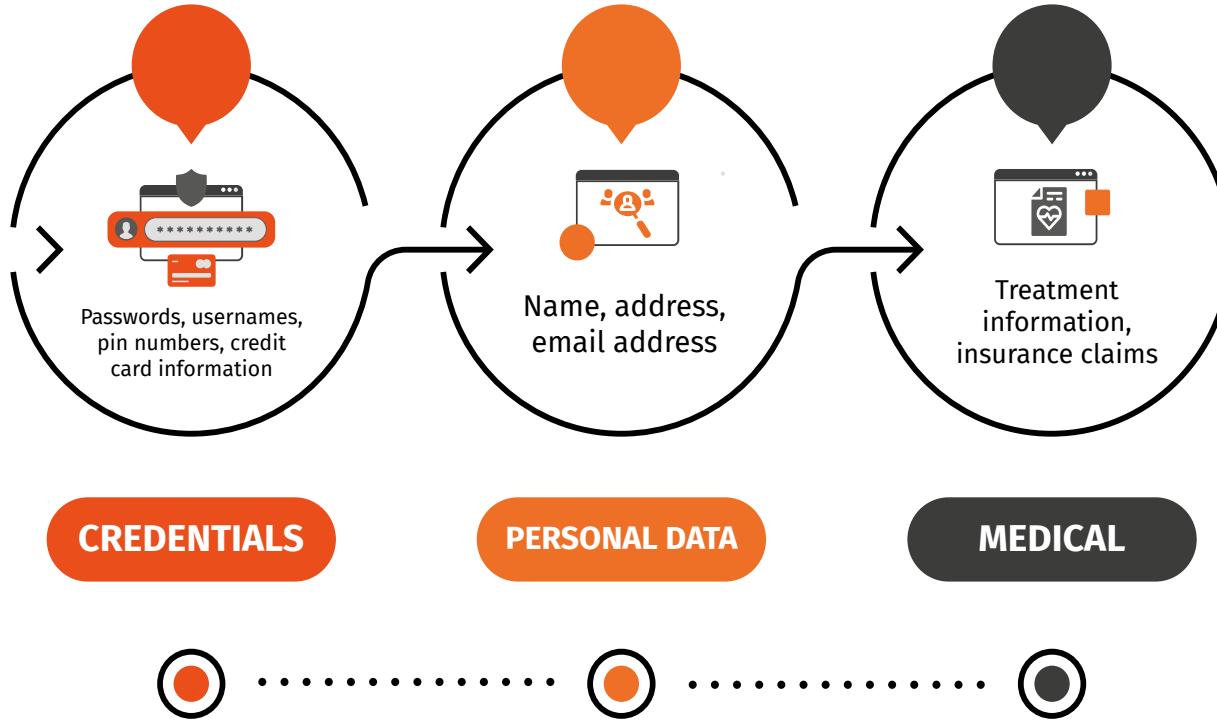 **********
Passwords, usernames,
pin numbers, credit
card information
Name, address,
email address
Treatment
information,
insurance claims
CREDENTIALS
PERSONAL DATA
MEDICAL